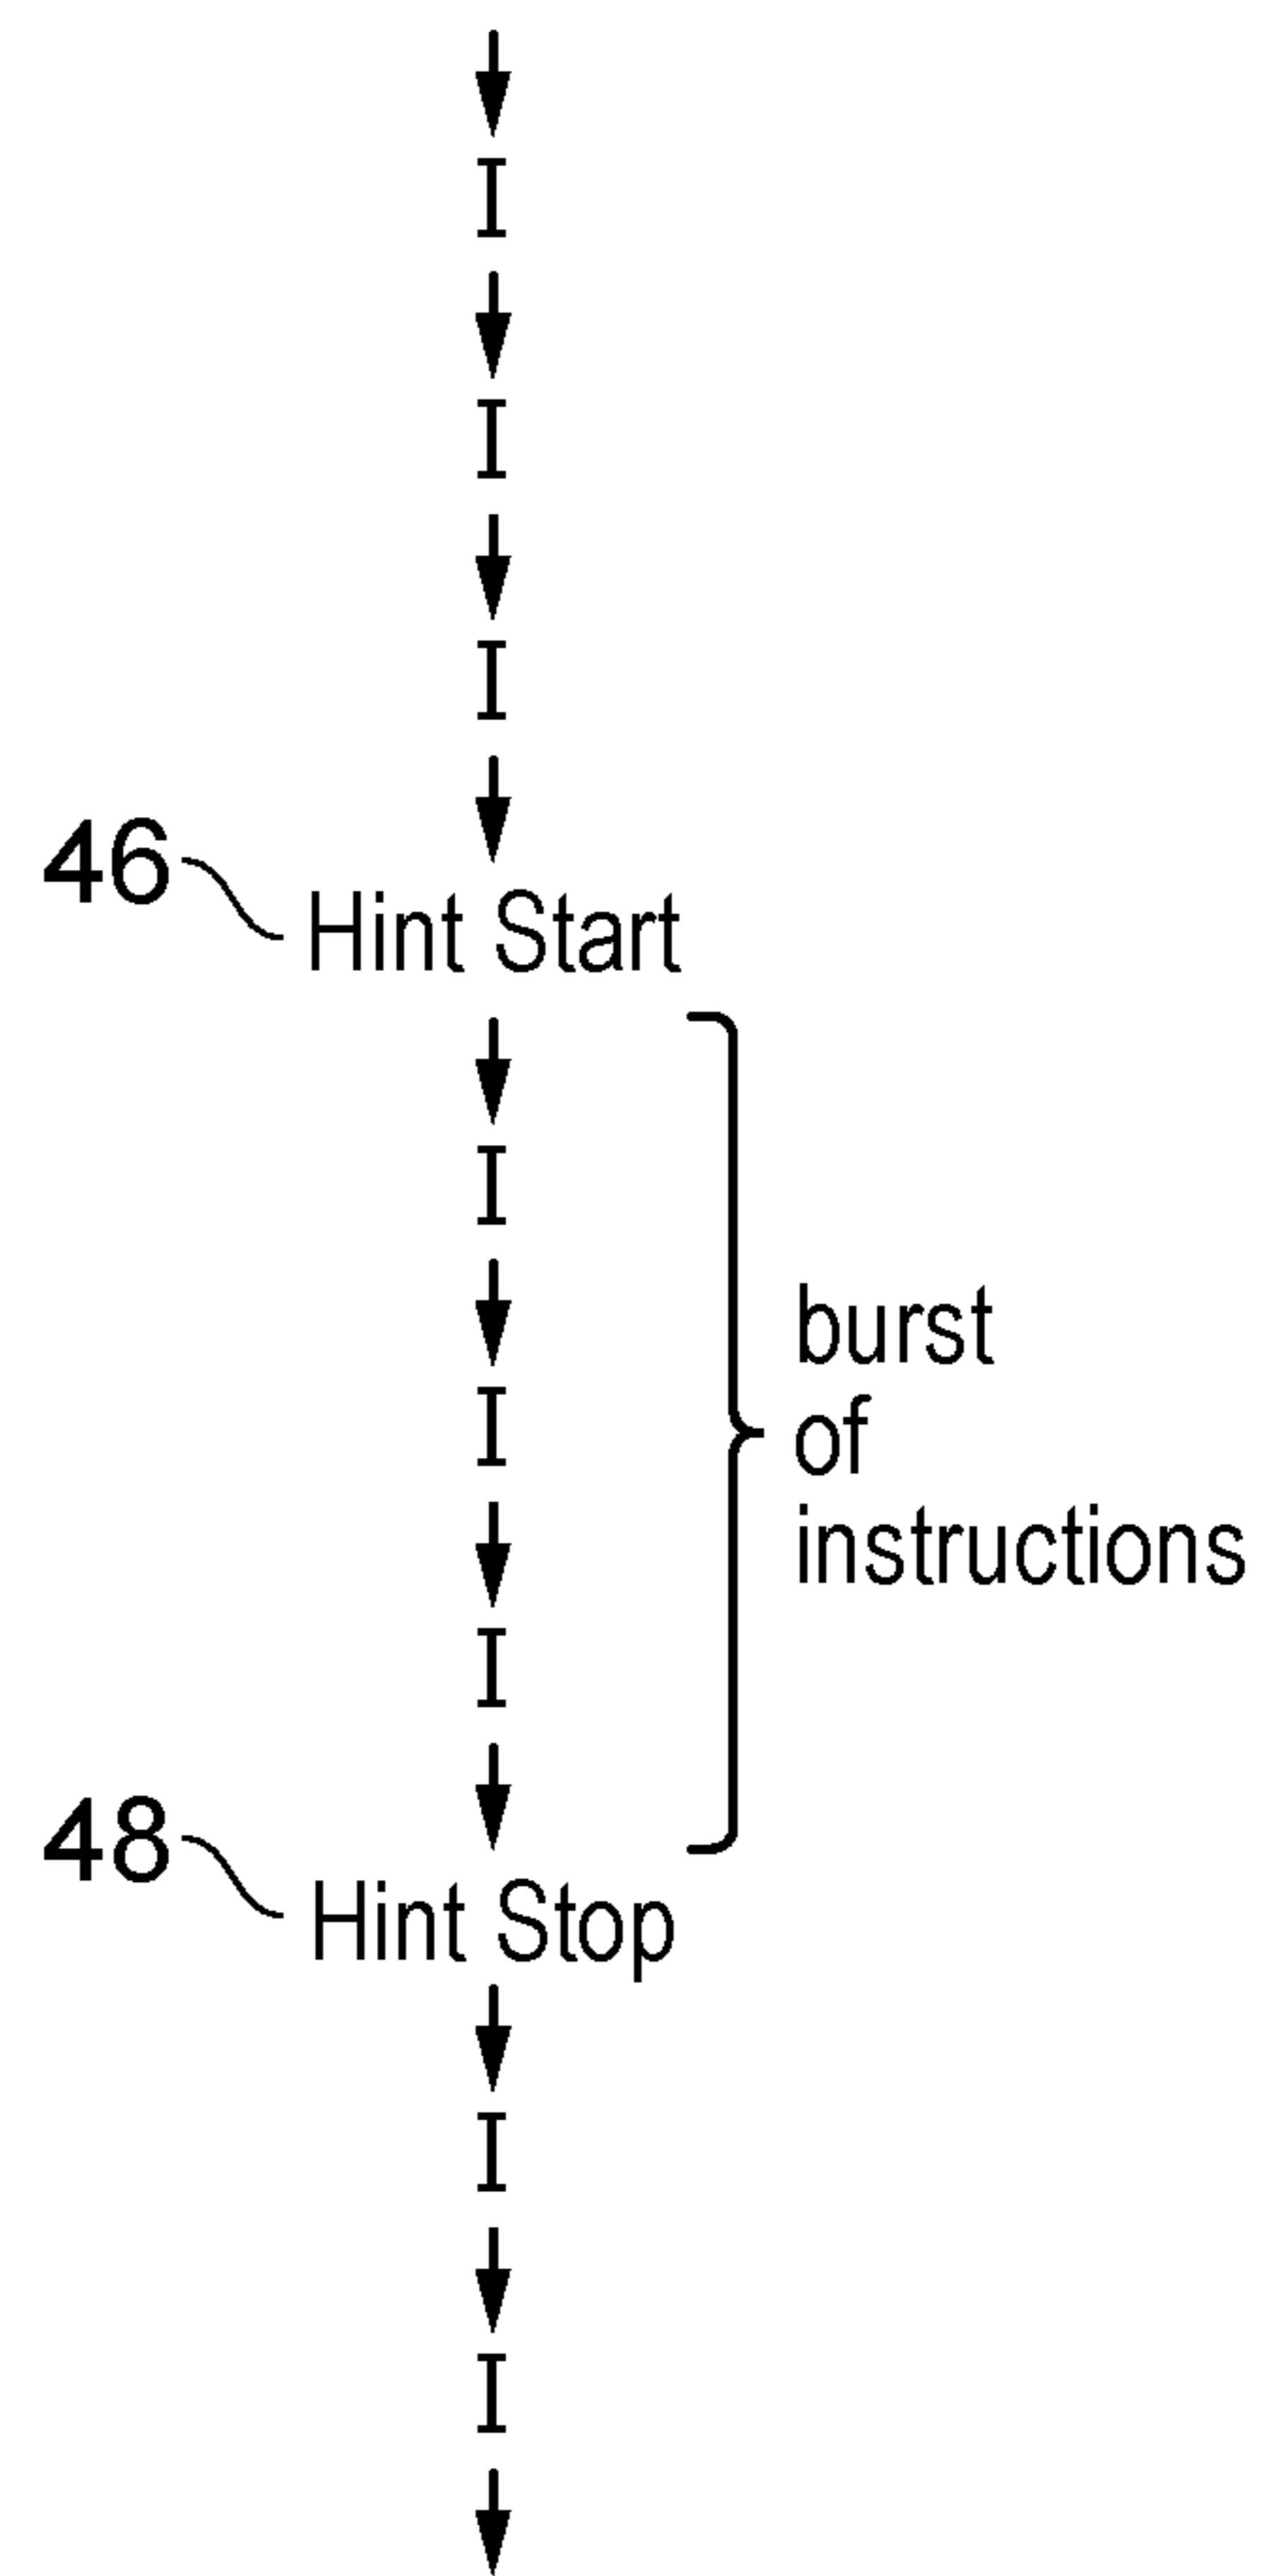 I
I
I
46 Hint Start
I
I
I
burst
of
instructions
48 Hint Stop
I
I